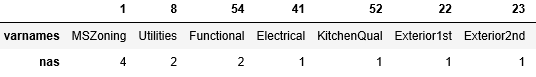 1 8 54 41 52 22 23
varnames MSZoning Utilities Functional Electrical KitchenQual Exterior1st Exterior2nd
nas 4 2 2 1 1 1 1